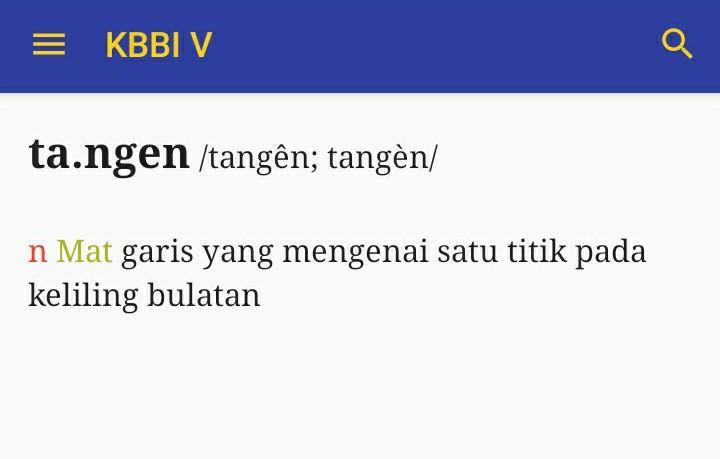 KBBI V
ta.ngen /tangên; tangèn/
n Mat garis yang mengenai satu titik pada
keliling bulatan